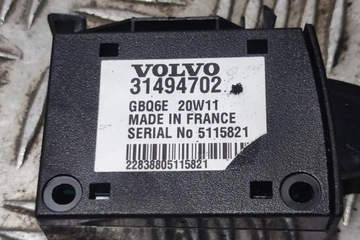 VOLVO
31494702
GBQ6E 20W11
MADE IN FRANCE
SERIAL No 5115821
22838805115821